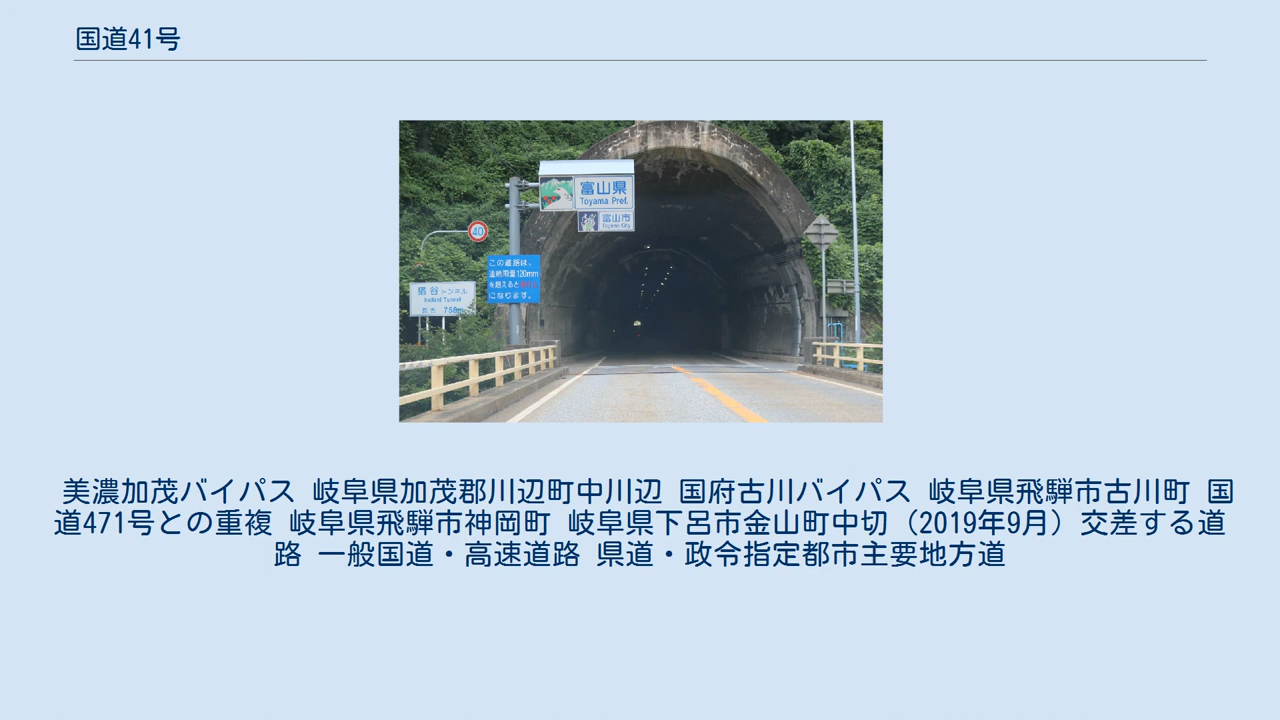 国道41号
富山県
Toyama Pref.
富山市
Toyama City
40
この道路は、
連続雨量120mm
を超えると
になります。
猪谷トンネル
Inotani Tunnel
長さ 758m
美濃加茂バイパス 岐阜県加茂郡川辺町中川辺 国府古川バイパス 岐阜県飛騨市古川町 国
道471号との重複 岐阜県飛騨市神岡町 岐阜県下呂市金山町中切（2019年9月）交差する道
路 一般国道・高速道路 県道・政令指定都市主要地方道